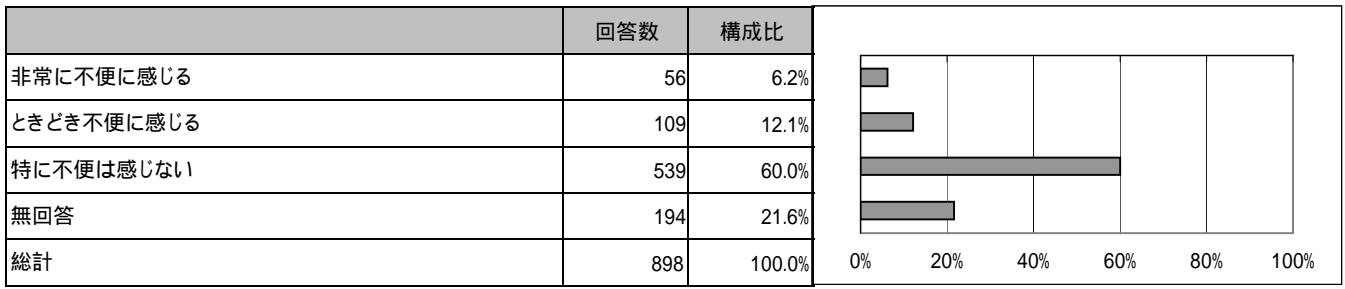 回答数 構成比
非常に不便に感じる 56 6.2%
ときどき不便に感じる 109 12.1%
特に不便は感じない 539 60.0%
無回答 194 21.6%
総計 898 100.0%
0% 20% 40% 60% 80% 100%